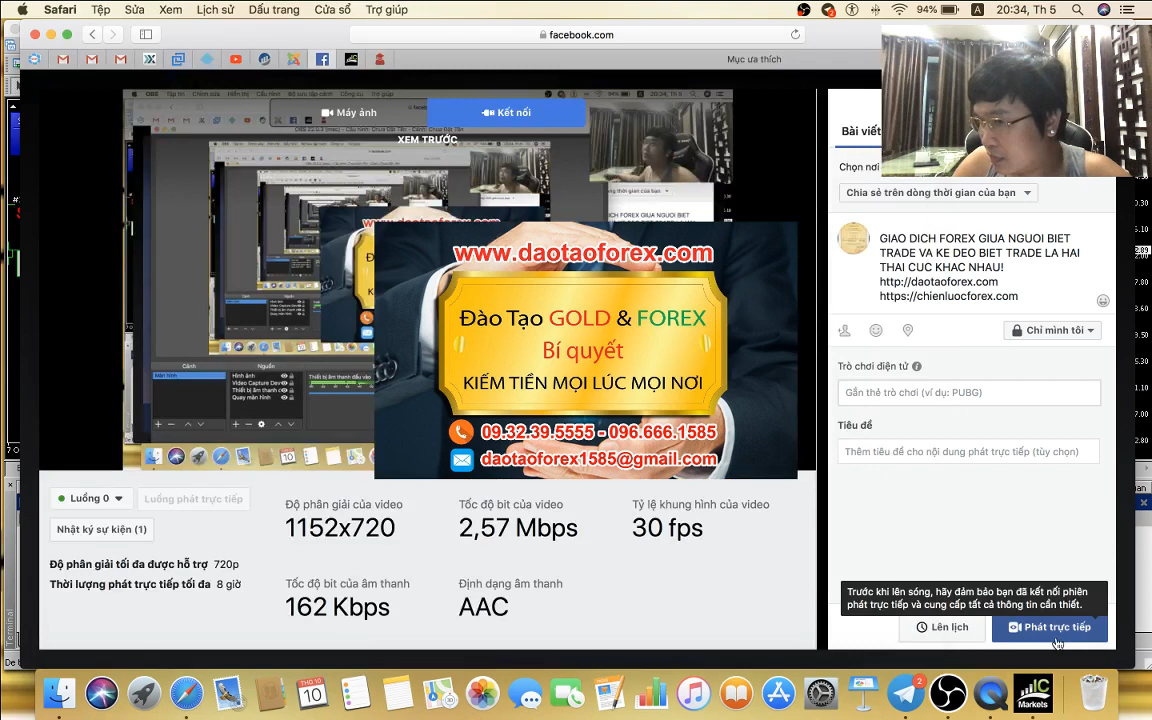 Safari Tệp Sửa Xem Lịch sử Dấu trang Cửa sổ Trợ giúp
94% A 20:34, Th 5
facebook.com
Mục ưa thích
Máy ảnh
Kết nối
XEM TRƯỚC
www.daotaoforex.com
Đào Tạo GOLD & FOREX
Bí quyết
KIẾM TIỀN MỌI LÚC MỌI NƠI
09.32.39.5555 - 096.666.1585
daotaoforex1585@gmail.com
Luồng 0
Luồng phát trực tiếp
Nhật ký sự kiện (1)
Độ phân giải tối đa được hỗ trợ 720p
Thời lượng phát trực tiếp tối đa 8 giờ
Độ phân giải của video
1152x720
Tốc độ bit của video
2,57 Mbps
Tỷ lệ khung hình của video
30 fps
Tốc độ bit của âm thanh
162 Kbps
Định dạng âm thanh
AAC
Bài viết
Chọn nơi
Chia sẻ trên dòng thời gian của bạn
GIAO DICH FOREX GIUA NGUOI BIET
TRADE VA KE DEO BIET TRADE LA HAI
THAI CUC KHAC NHAU!
http://daotaoforex.com
https://chienluocforex.com
Chỉ mình tôi
Trò chơi điện tử
Gắn thẻ trò chơi (ví dụ: PUBG)
Tiêu đề
Thêm tiêu đề cho nội dung phát trực tiếp (tùy chọn)
Trước khi lên sóng, hãy đảm bảo bạn đã kết nối phiên
phát trực tiếp và cung cấp tất cả thông tin cần thiết.
Lên lịch
Phát trực tiếp
Terminal
THG 10
10
2
IC
Markets